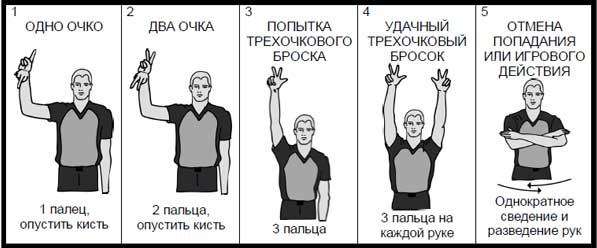 1
ОДНО ОЧКО
1 палец,
опустить кисть
2
ДВА ОЧКА
2 пальца,
опустить кисть
3
ПОПЫТКА
ТРЕХОЧКОВОГО
БРОСКА
3 пальца
4
УДАЧНЫЙ
ТРЕХОЧКОВЫЙ
БРОСОК
3 пальца на
каждой руке
5
ОТМЕНА
ПОПАДАНИЯ
ИЛИ ИГРОВОГО
ДЕЙСТВИЯ
Однократное
сведение и
разведение рук